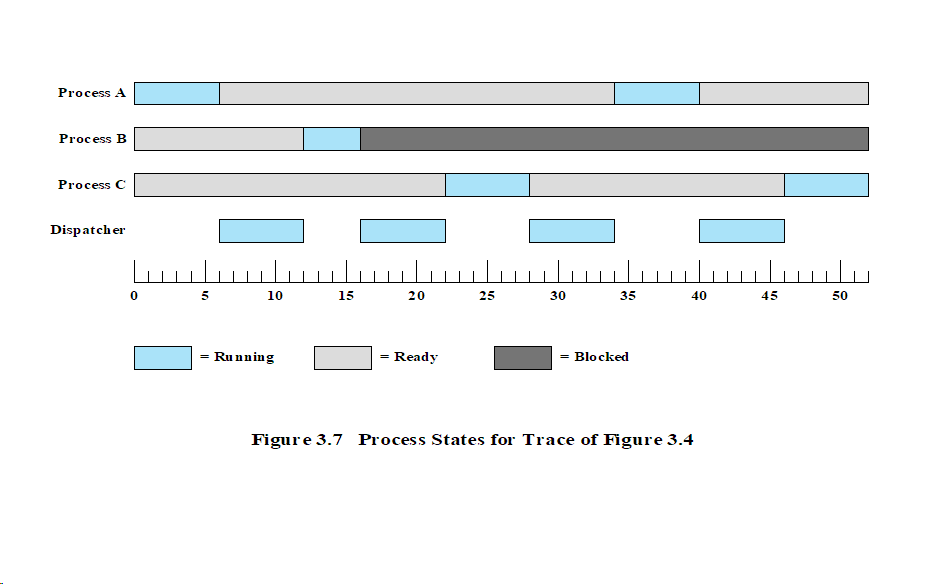 Process A
Process B
Process C
Dispatcher
0 5 10 15 20 25 30 35 40 45 50
= Running = Ready = Blocked
Figure 3.7 Process States for Trace of Figure 3.4